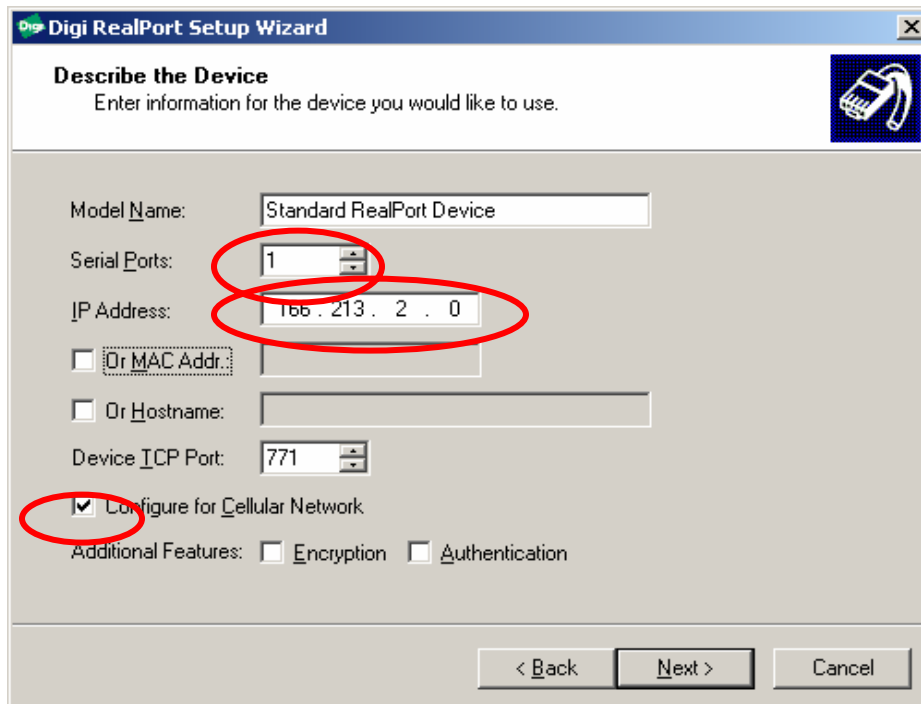 Digi Digi RealPort Setup Wizard
Describe the Device
Enter information for the device you would like to use.
Model Name: Standard RealPort Device
Serial Ports: 1
IP Address: 166 . 213 . 2 . 0
Or MAC Addr.:
Or Hostname:
Device TCP Port: 771
Configure for Cellular Network
Additional Features: Encryption Authentication
< Back Next > Cancel